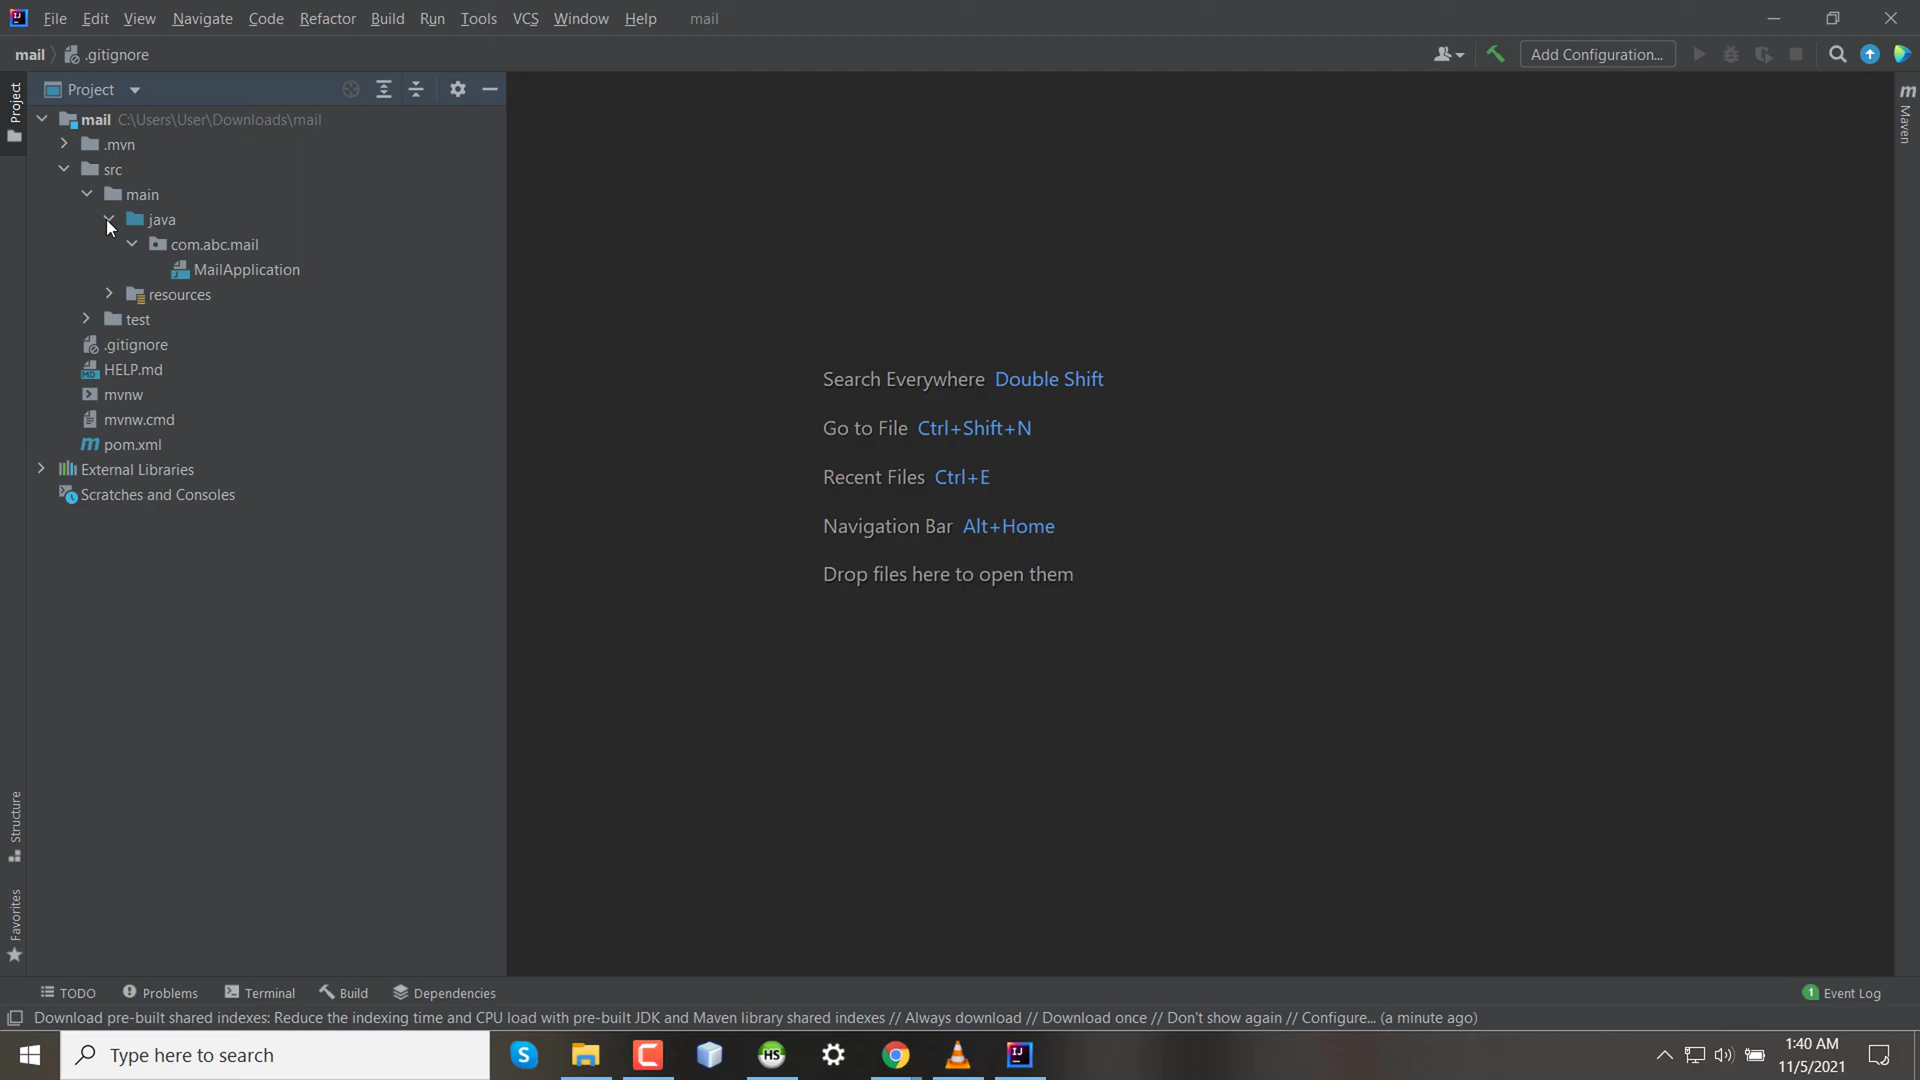 File Edit View Navigate Code Refactor Build Run Tools VCS Window Help mail
mail .gitignore Add Configuration...
Project
Project
mail C:\Users\User\Downloads\mail
.mvn
src
main
java
com.abc.mail
MailApplication
resources
test
.gitignore
HELP.md
mvnw
mvnw.cmd
pom.xml
External Libraries
Scratches and Consoles
Search Everywhere Double Shift
Go to File Ctrl+Shift+N
Recent Files Ctrl+E
Navigation Bar Alt+Home
Drop files here to open them
Maven
Structure
Favorites
TODO Problems Terminal Build Dependencies 1 Event Log
Download pre-built shared indexes: Reduce the indexing time and CPU load with pre-built JDK and Maven library shared indexes // Always download // Download once // Don't show again // Configure... (a minute ago)
Type here to search
1:40 AM
11/5/2021